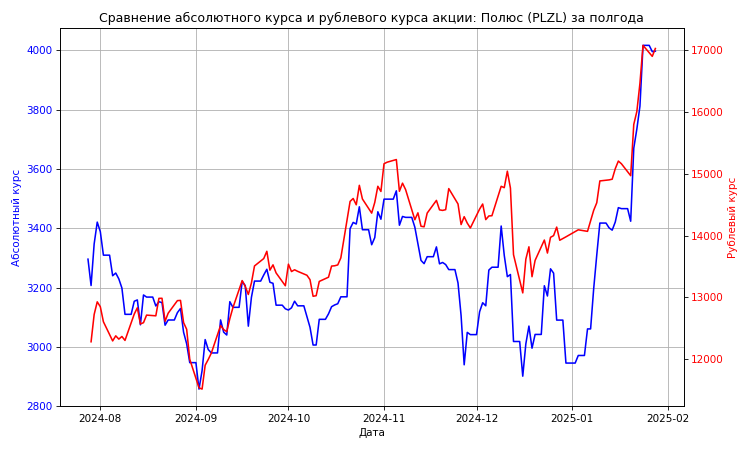 Сравнение абсолютного курса и рублевого курса акции: Полюс (PLZL) за полгода
Абсолютный курс
4000
3800
3600
3400
3200
3000
2800
17000
16000
15000
14000
13000
12000
Рублевый курс
2024-08 2024-09 2024-10 2024-11 2024-12 2025-01 2025-02
Дата